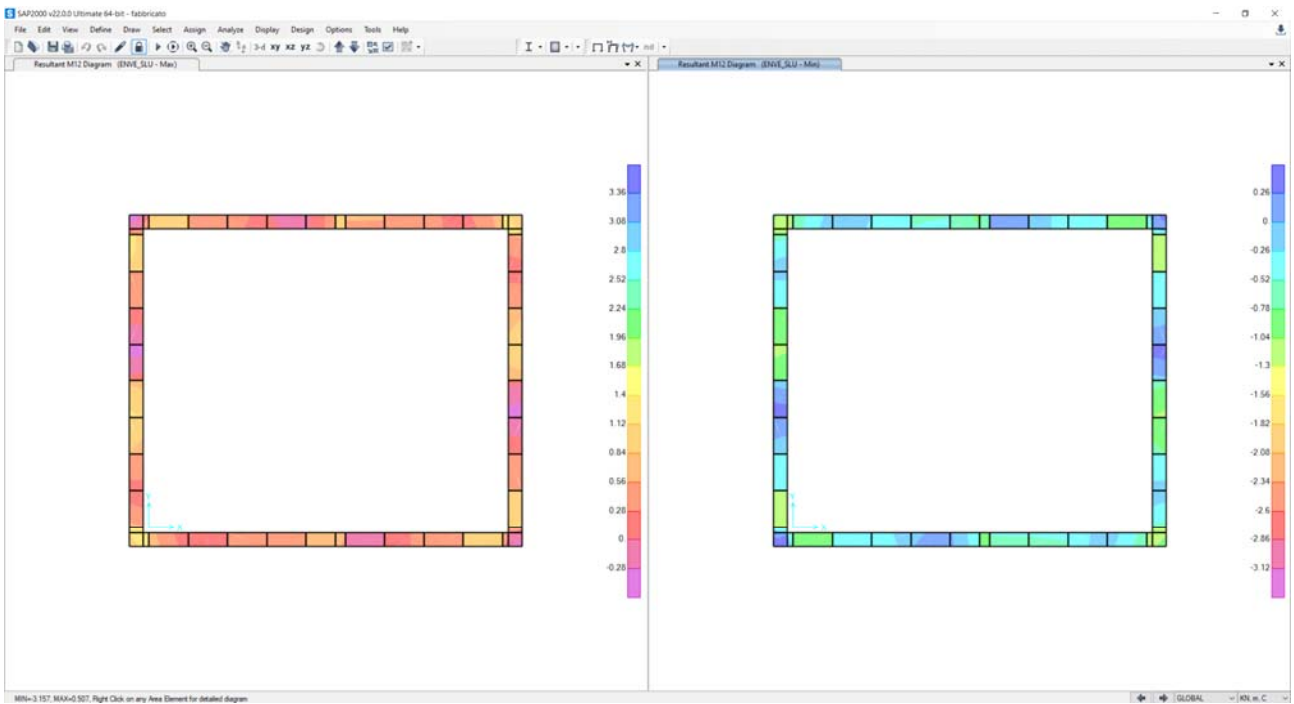 SAP2000 v22.0.0 Ultimate 64-bit - fabbricato
File Edit View Define Draw Select Assign Analyze Display Design Options Tools Help
3-d xy xz yz
nd
Resultant M12 Diagram (ENVE_SLU - Max)
Resultant M12 Diagram (ENVE_SLU - Min)
3.36
3.08
2.8
2.52
2.24
1.96
1.68
1.4
1.12
0.84
0.56
0.28
0.
-0.28
Y
X
0.26
0
-0.26
-0.52
-0.78
-1.04
-1.3
-1.56
-1.82
-2.08
-2.34
-2.6
-2.86
-3.12
Y
X
MIN=-3.157, MAX=0.507, Right Click on any Area Element for detailed diagram
GLOBAL
KN, m, C